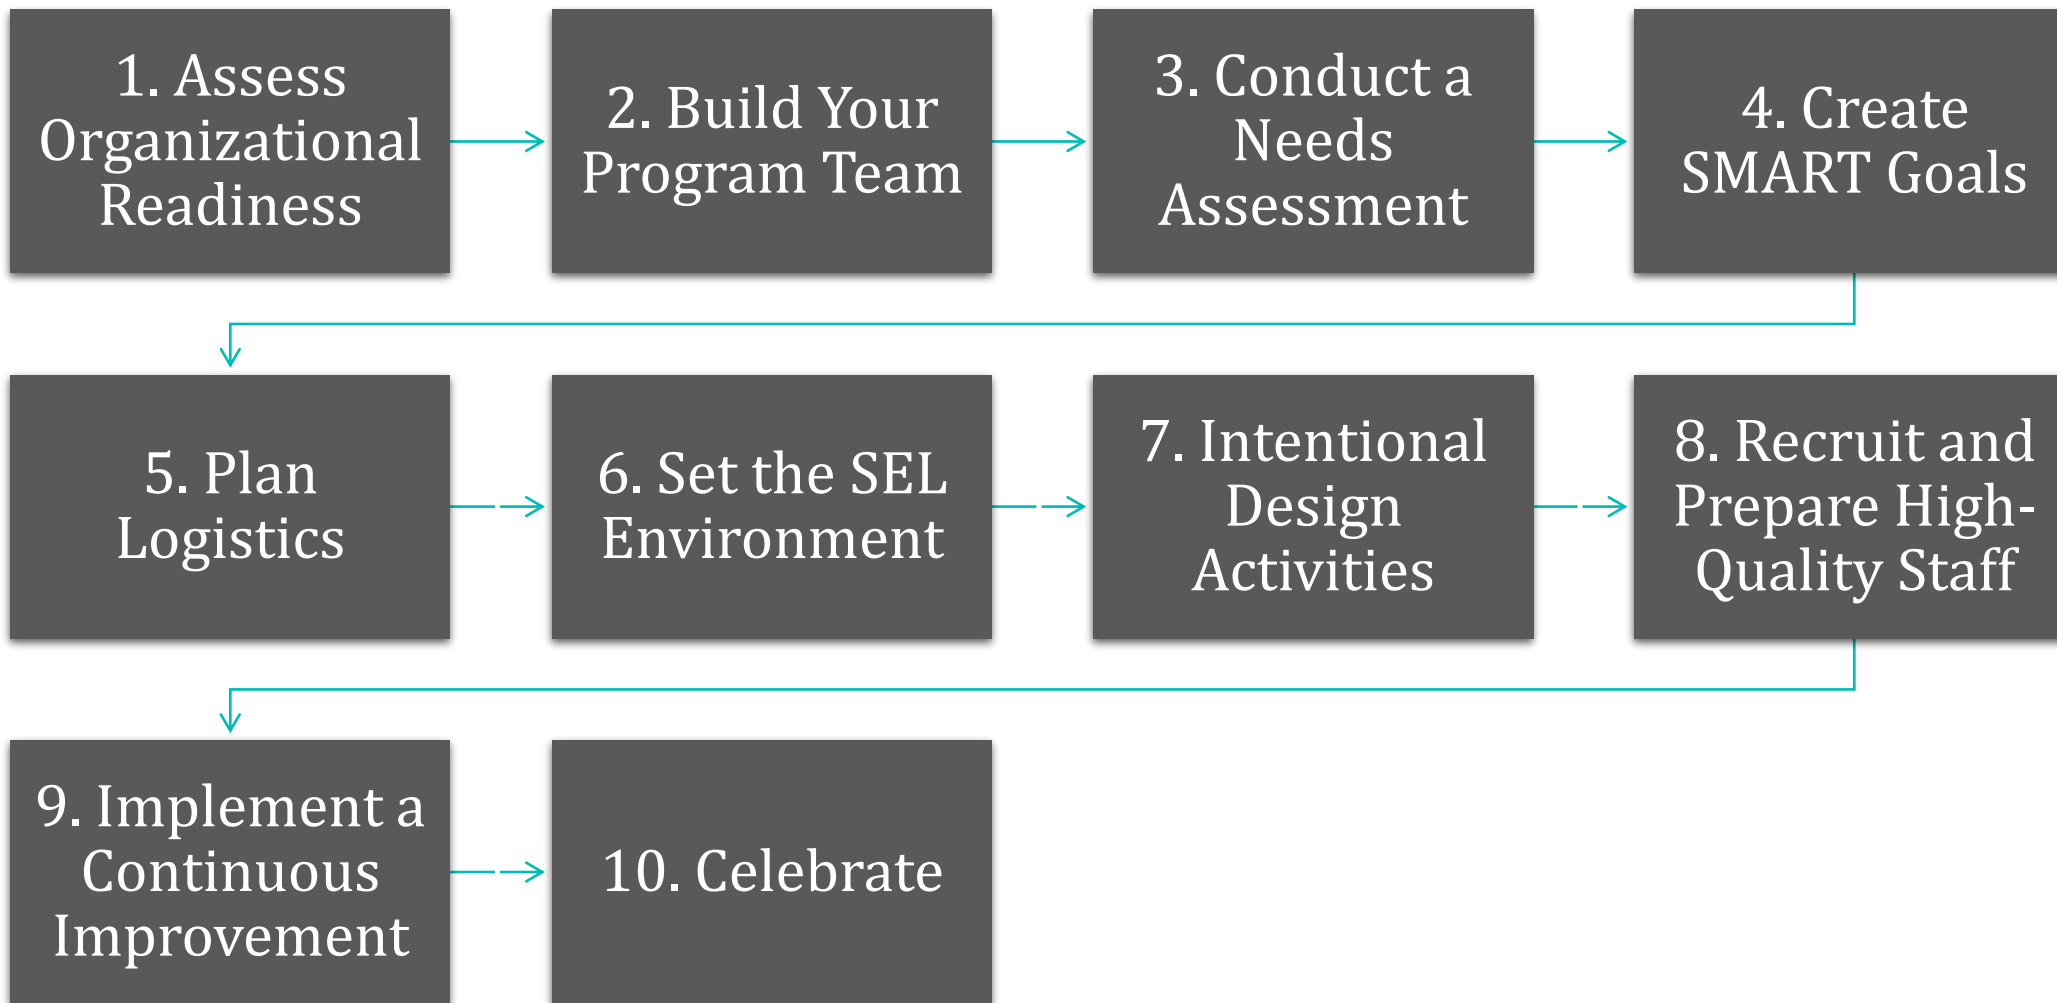 1. Assess
Organizational
Readiness
2. Build Your
Program Team
3. Conduct a
Needs
Assessment
4. Create
SMART Goals
5. Plan
Logistics
6. Set the SEL
Environment
7. Intentional
Design
Activities
8. Recruit and
Prepare High-
Quality Staff
9. Implement a
Continuous
Improvement
10. Celebrate